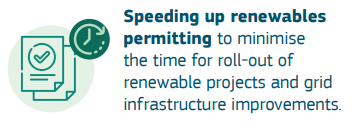 Speeding up renewables
permitting to minimise
the time for roll-out of
renewable projects and grid
infrastructure improvements.